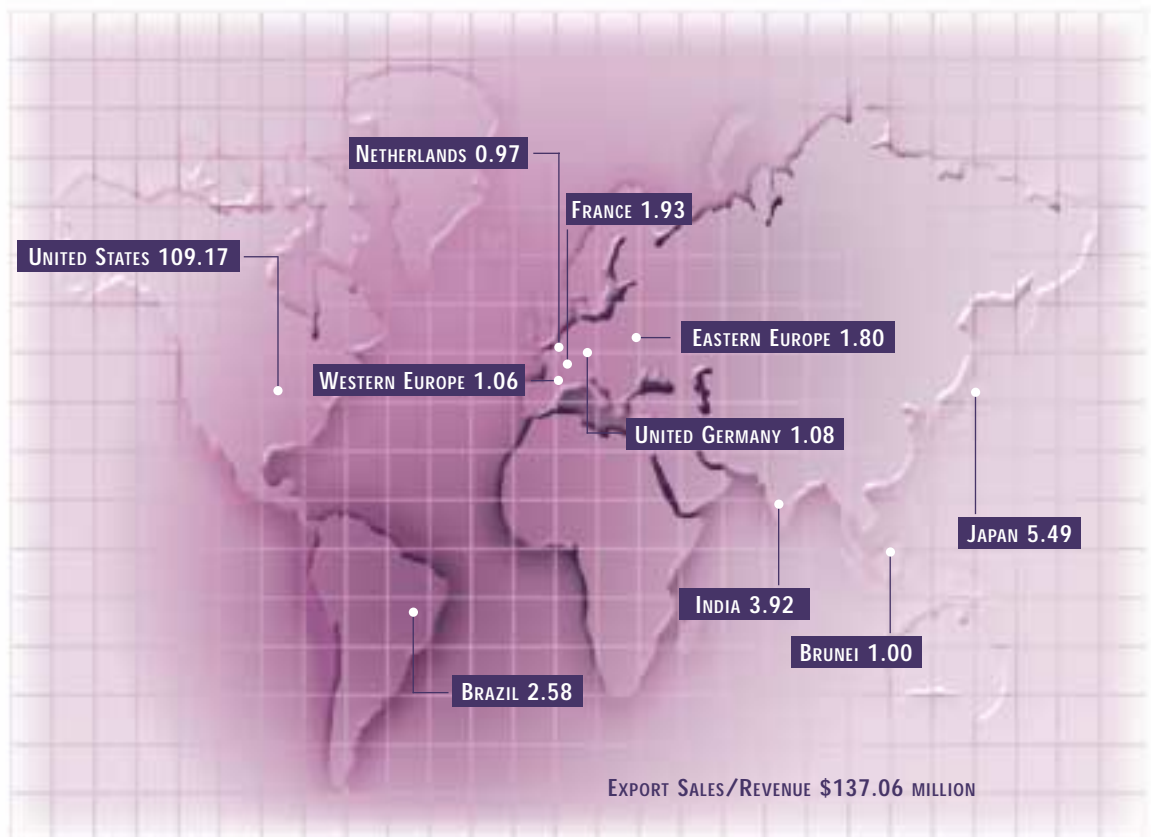 Netherlands 0.97
France 1.93
United States 109.17
Eastern Europe 1.80
Western Europe 1.06
United Germany 1.08
Japan 5.49
India 3.92
Brunei 1.00
Brazil 2.58
Export Sales/Revenue $137.06 million